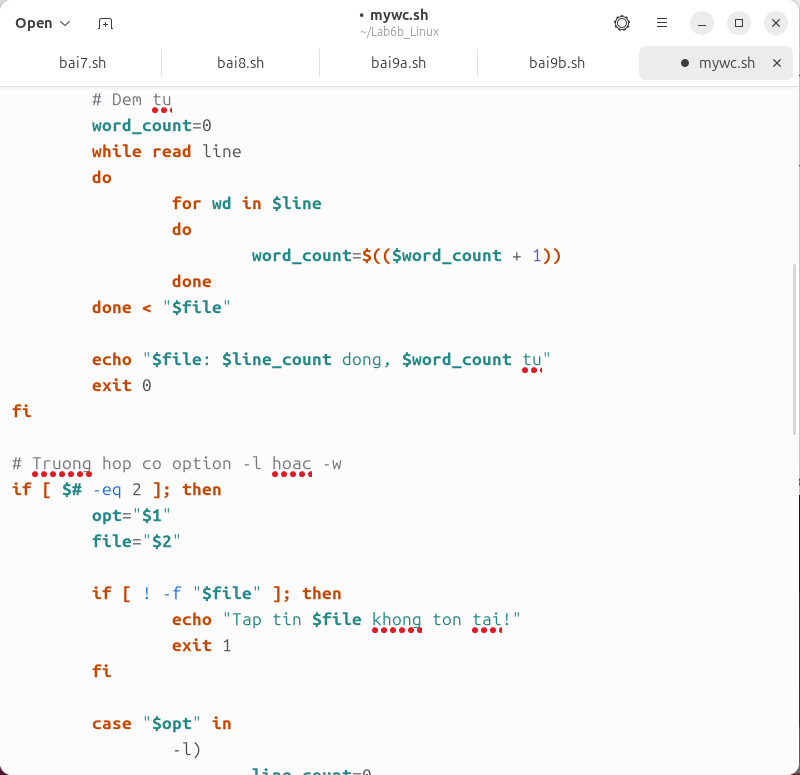 Open
• mywc.sh
~/Lab6b_Linux
bai7.sh
bai8.sh
bai9a.sh
bai9b.sh
● mywc.sh
# Dem tu
word_count=0
while read line
do
for wd in $line
do
word_count=$(($word_count + 1))
done
done < "$file"
echo "$file: $line_count dong, $word_count tu"
exit 0
fi
# Truong hop co option -l hoac -w
if [ $# -eq 2 ]; then
opt="$1"
file="$2"
if [ ! -f "$file" ]; then
echo "Tap tin $file khong ton tai!"
exit 1
fi
case "$opt" in
-l)
line_count=0